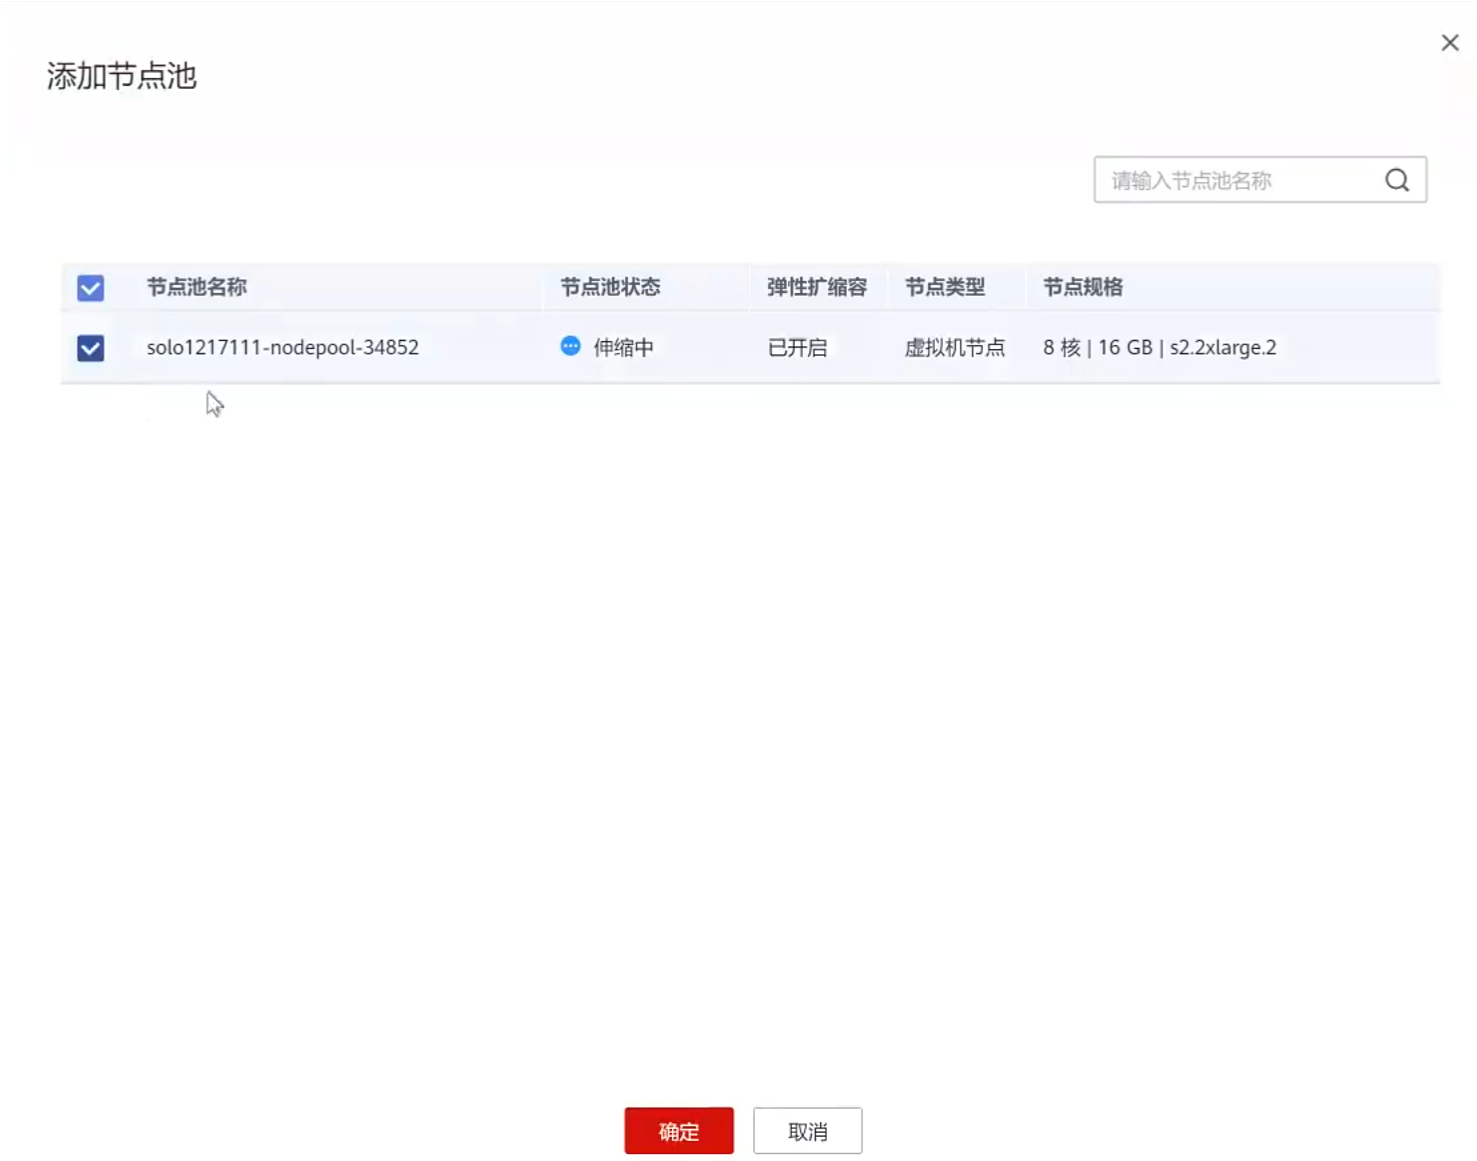 添加节点池
请输入节点池名称
节点池名称 节点池状态 弹性扩缩容 节点类型 节点规格
solo1217111-nodepool-34852 伸缩中 已开启 虚拟机节点 8 核 | 16 GB | s2.2xlarge.2
确定 取消